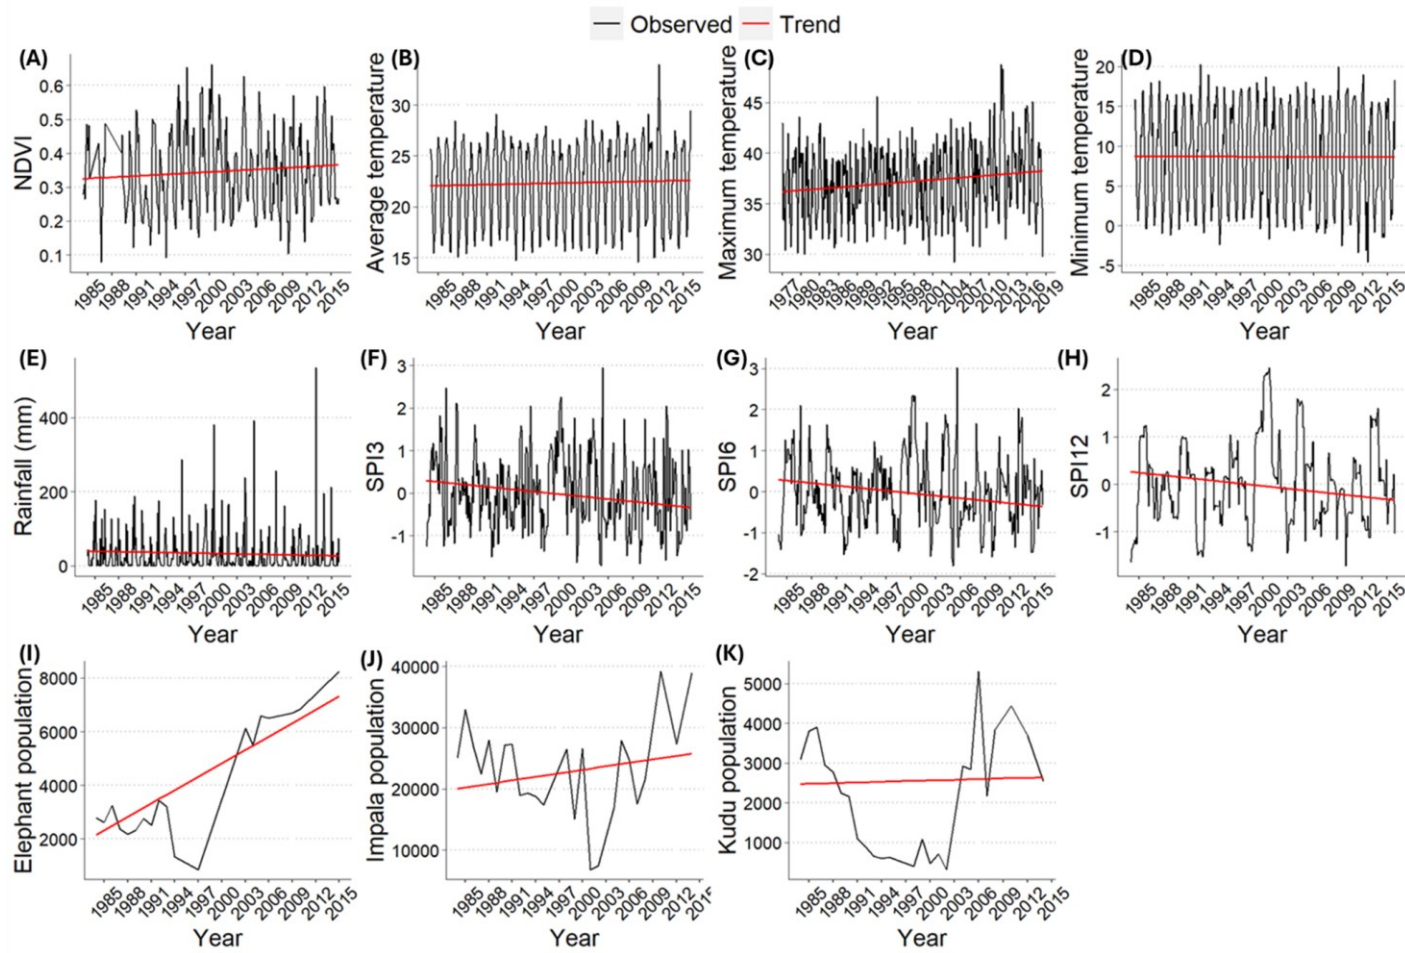 Observed Trend
(A) (B) (C) (D)
NDVI
0.6
0.5
0.4
0.3
0.2
0.1
1985 1988 1991 1994 1997 2000 2003 2006 2009 2012 2015
Year
Average temperature
30
25
20
15
1985 1988 1991 1994 1997 2000 2003 2006 2009 2012 2015
Year
Maximum temperature
45
40
35
30
1977 1980 1983 1986 1989 1992 1995 1998 2001 2004 2007 2010 2013 2016 2019
Year
Minimum temperature
20
15
10
5
0
-5
1985 1988 1991 1994 1997 2000 2003 2006 2009 2012 2015
Year
(E) (F) (G) (H)
Rainfall (mm)
400
200
0
1985 1988 1991 1994 1997 2000 2003 2006 2009 2012 2015
Year
SPI3
3
2
1
0
-1
1985 1988 1991 1994 1997 2000 2003 2006 2009 2012 2015
Year
SPI6
3
2
1
0
-1
-2
1985 1988 1991 1994 1997 2000 2003 2006 2009 2012 2015
Year
SPI12
2
1
0
-1
1985 1988 1991 1994 1997 2000 2003 2006 2009 2012 2015
Year
(I) (J) (K)
Elephant population
8000
6000
4000
2000
1985 1988 1991 1994 1997 2000 2003 2006 2009 2012 2015
Year
Impala population
40000
30000
20000
10000
1985 1988 1991 1994 1997 2000 2003 2006 2009 2012
Year
Kudu population
5000
4000
3000
2000
1000
1985 1988 1991 1994 1997 2000 2003 2006 2009 2012 2015
Year